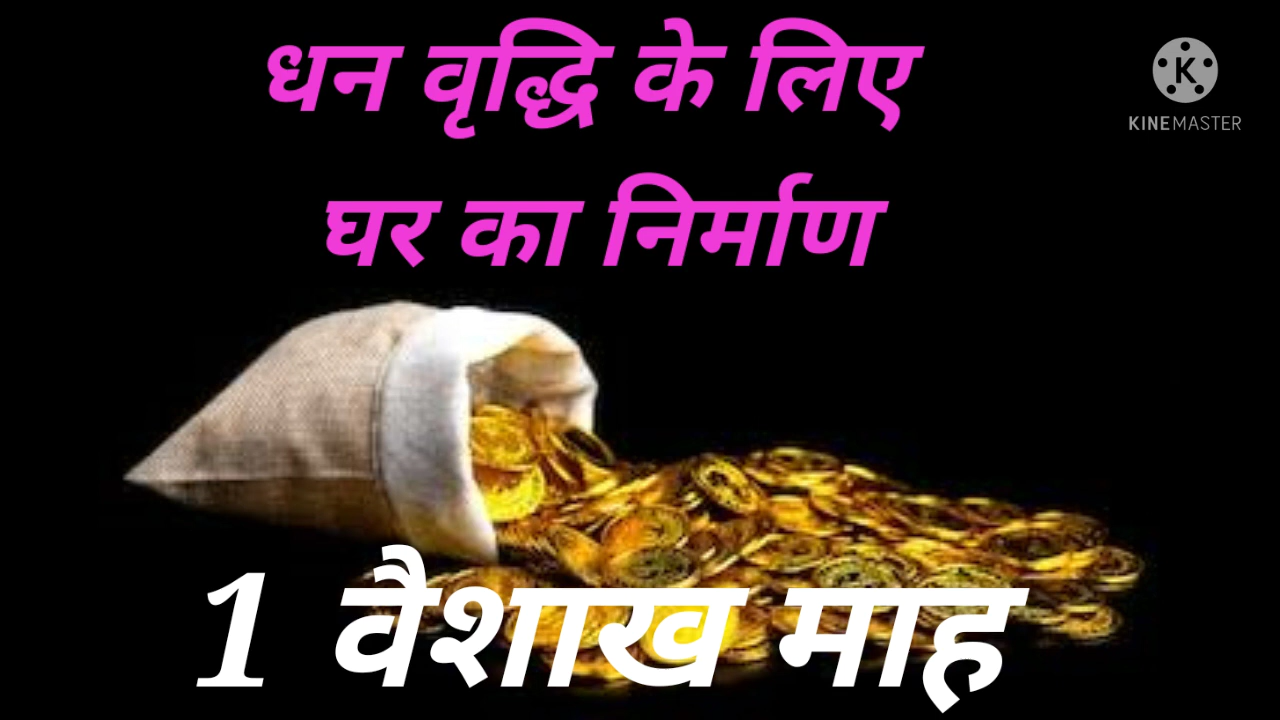 धन वृद्धि के लिए
K
KINEMASTER
घर का निर्माण
1 वैशाख माह